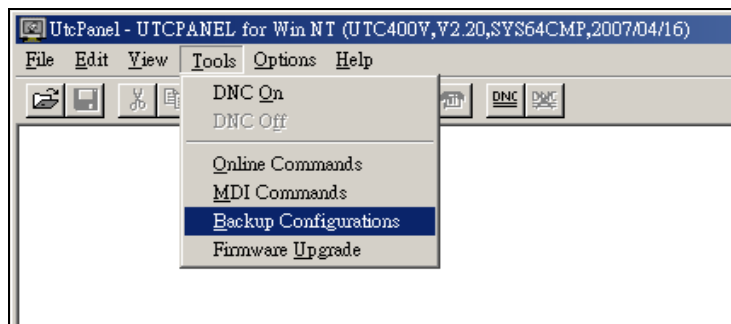 UtcPanel - UTCPANEL for Win NT (UTC400V,V2.20,SYS64CMP,2007/04/16)
File Edit View Tools Options Help
DNC DNC
DNC On
DNC Off
Online Commands
MDI Commands
Backup Configurations
Firmware Upgrade